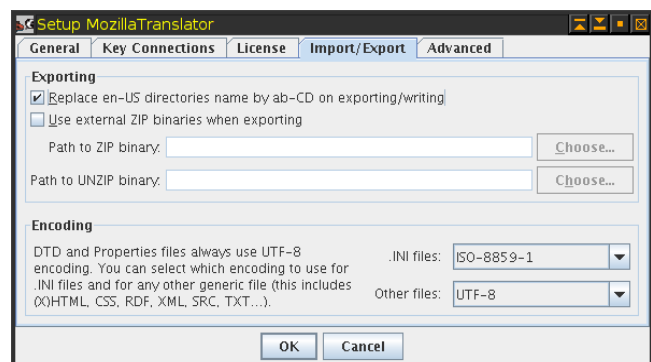 Setup MozillaTranslator
General Key Connections License Import/Export Advanced
Exporting
Replace en-US directories name by ab-CD on exporting/writing
Use external ZIP binaries when exporting
Path to ZIP binary: Choose...
Path to UNZIP binary: Choose...
Encoding
DTD and Properties files always use UTF-8
encoding. You can select which encoding to use for
.INI files and for any other generic file (this includes
(X)HTML, CSS, RDF, XML, SRC, TXT...).
.INI files: ISO-8859-1
Other files: UTF-8
OK Cancel